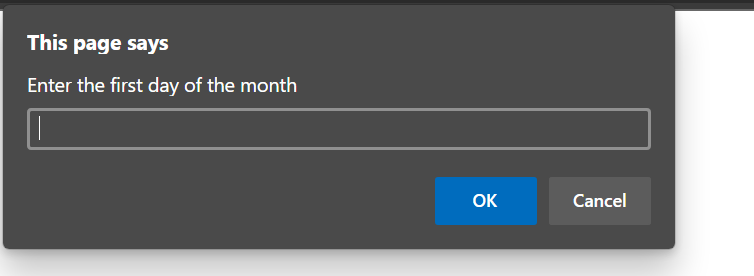 This page says
Enter the first day of the month
OK
Cancel